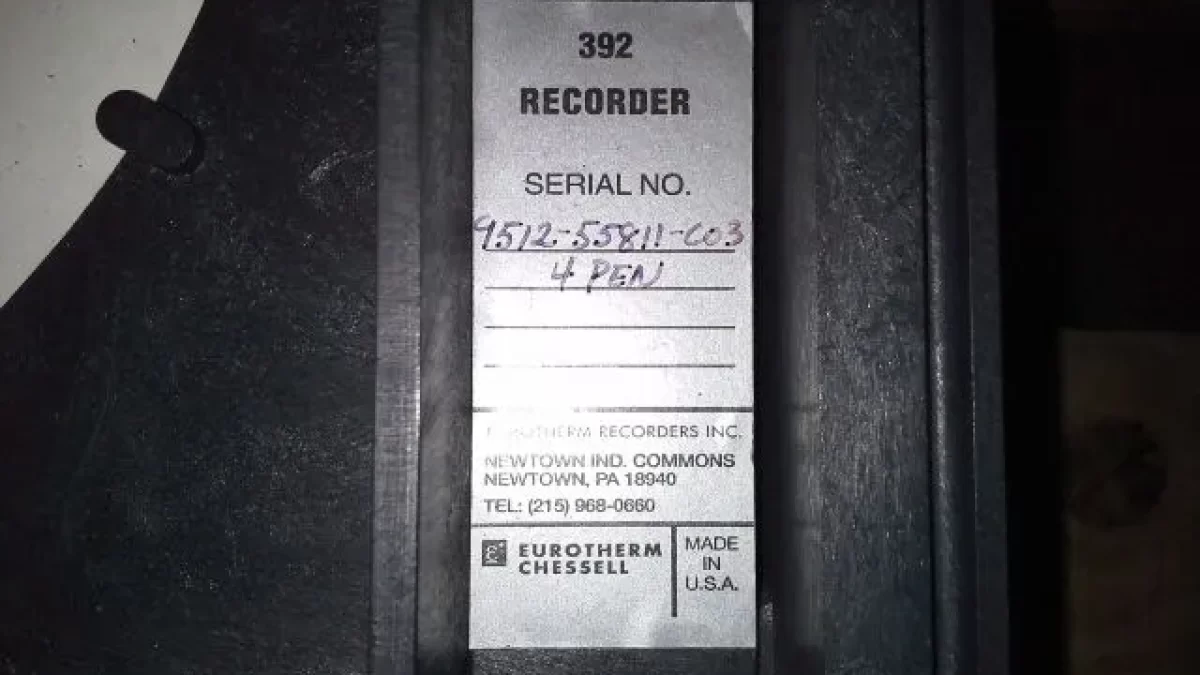 392
RECORDER
SERIAL NO.
9512-55811-C03
4 PEN
EUROTHERM RECORDERS INC.
NEWTOWN IND. COMMONS
NEWTOWN, PA 18940
TEL: (215) 968-0660
EUROTHERM
CHESSELL
MADE
IN
U.S.A.